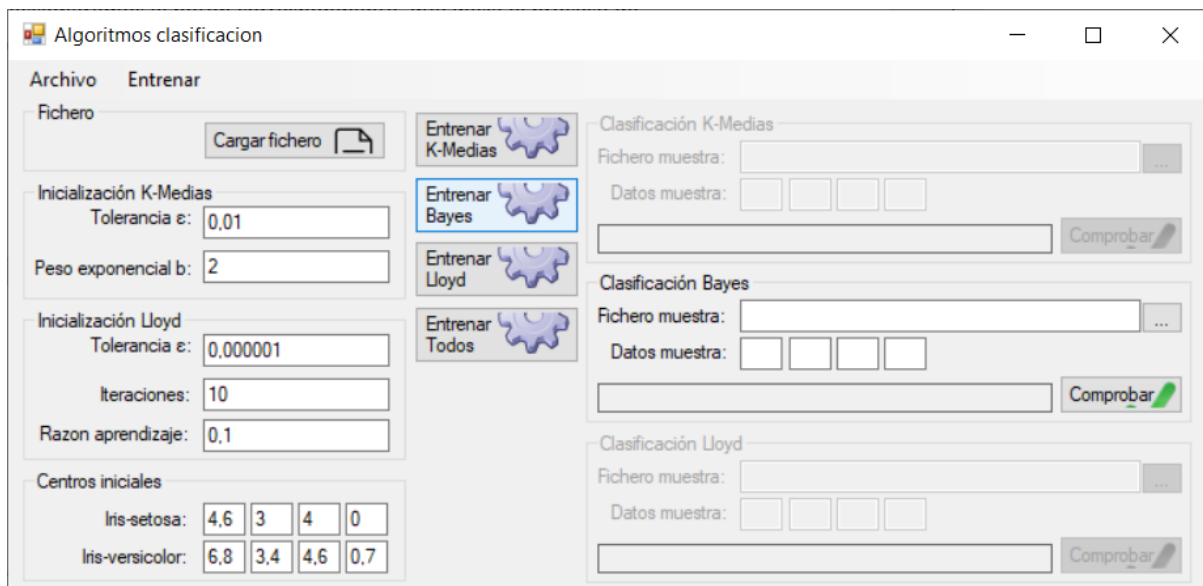 Algoritmos clasificacion
Archivo Entrenar
Fichero
Cargar fichero
Inicialización K-Medias
Tolerancia ε: 0,01
Peso exponencial b: 2
Inicialización Lloyd
Tolerancia ε: 0,000001
Iteraciones: 10
Razon aprendizaje: 0,1
Centros iniciales
Iris-setosa: 4,6 3 4 0
Iris-versicolor: 6,8 3,4 4,6 0,7
Entrenar
K-Medias
Entrenar
Bayes
Entrenar
Lloyd
Entrenar
Todos
Clasificación K-Medias
Fichero muestra: ...
Datos muestra:
Comprobar
Clasificación Bayes
Fichero muestra: ...
Datos muestra:
Comprobar
Clasificación Lloyd
Fichero muestra: ...
Datos muestra:
Comprobar